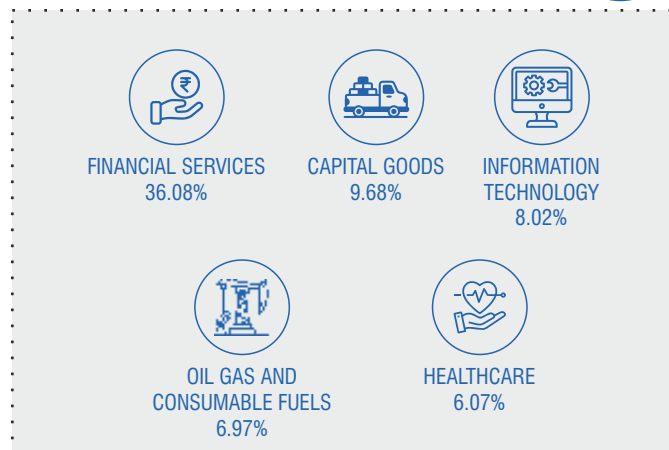 ₹
FINANCIAL SERVICES
36.08%
CAPITAL GOODS
9.68%
INFORMATION
TECHNOLOGY
8.02%
OIL GAS AND
CONSUMABLE FUELS
6.97%
HEALTHCARE
6.07%